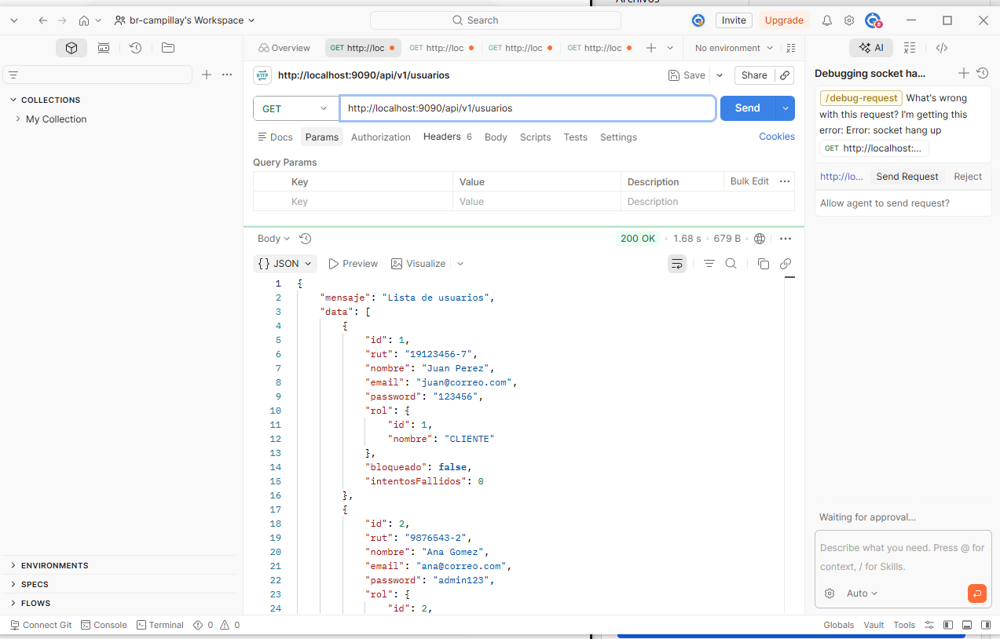 Archivos
br-campillay's Workspace
Search
Invite
Upgrade
8
Overview
GET http://loc
GET http://loc
GET http://loc
GET http://loc
No environment
AI
HTTP
http://localhost:9090/api/v1/usuarios
Save
Share
Debugging socket ha...
COLLECTIONS
My Collection
GET
http://localhost:9090/api/v1/usuarios
Send
/debug-request What's wrong
with this request? I'm getting this
error: Error: socket hang up
GET http://localhost:...
Docs
Params
Authorization
Headers 6
Body
Scripts
Tests
Settings
Cookies
http://lo...
Send Request
Reject
Allow agent to send request?
Query Params
Key
Value
Description
Bulk Edit
Key
Value
Description
Body
200 OK
1.68 s
679 B
{} JSON
Preview
Visualize
1 {
2 "mensaje": "Lista de usuarios",
3 "data": [
4 {
5 "id": 1,
6 "rut": "19123456-7",
7 "nombre": "Juan Perez",
8 "email": "juan@correo.com",
9 "password": "123456",
10 "rol": {
11 "id": 1,
12 "nombre": "CLIENTE"
13 },
14 "bloqueado": false,
15 "intentosFallidos": 0
16 },
17 {
18 "id": 2,
19 "rut": "9876543-2",
20 "nombre": "Ana Gomez",
21 "email": "ana@correo.com",
22 "password": "admin123",
23 "rol": {
24 "id": 2,
Waiting for approval...
Describe what you need. Press @ for
context, / for Skills.
Auto
ENVIRONMENTS
SPECS
FLOWS
Connect Git
Console
Terminal
0
0
Globals
Vault
Tools